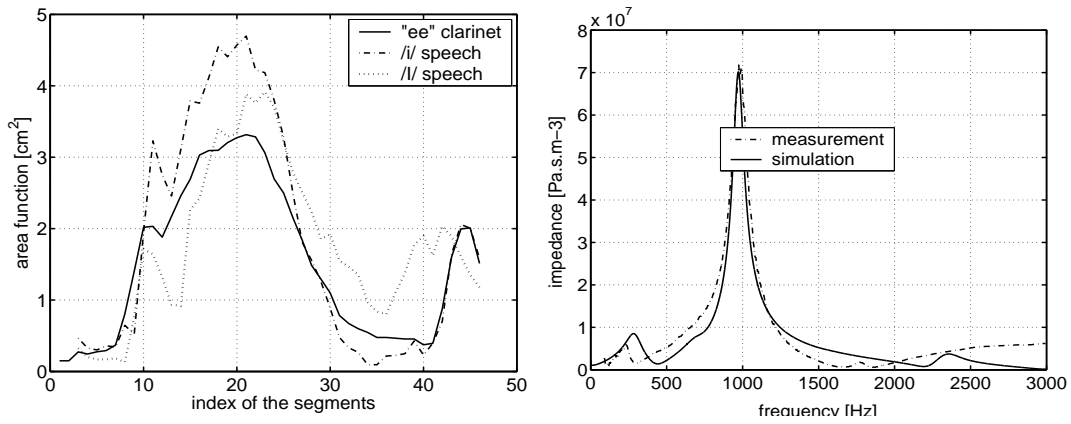 5
4
3
2
1
0
0
10
20
30
40
50
area function [cm2]
index of the segments
"ee" clarinet
/i/ speech
/I/ speech
x 107
8
7
6
5
4
3
2
1
0
0
500
1000
1500
2000
2500
3000
impedance [Pa.s.m−3]
frequency [Hz]
measurement
simulation